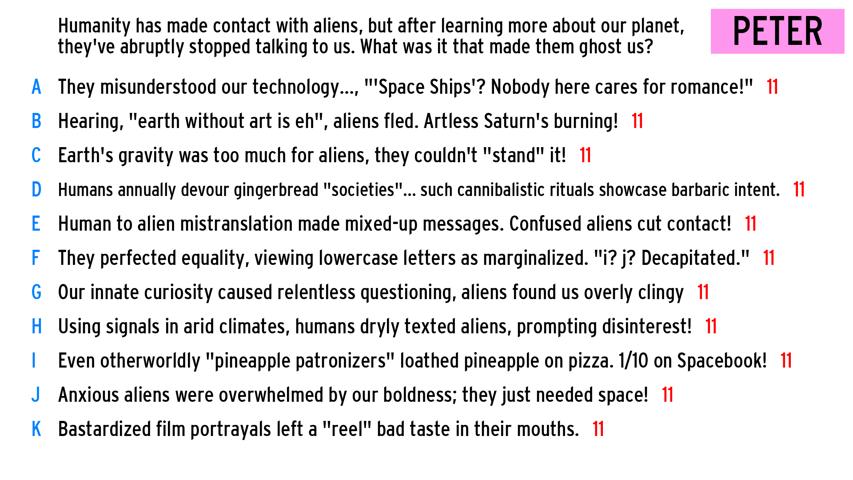 Humanity has made contact with aliens, but after learning more about our planet,
they've abruptly stopped talking to us. What was it that made them ghost us?
PETER
A They misunderstood our technology..., "'Space Ships'? Nobody here cares for romance!" 11
B Hearing, "earth without art is eh", aliens fled. Artless Saturn's burning! 11
C Earth's gravity was too much for aliens, they couldn't "stand" it! 11
D Humans annually devour gingerbread "societies"... such cannibalistic rituals showcase barbaric intent. 11
E Human to alien mistranslation made mixed-up messages. Confused aliens cut contact! 11
F They perfected equality, viewing lowercase letters as marginalized. "i? j? Decapitated." 11
G Our innate curiosity caused relentless questioning, aliens found us overly clingy 11
H Using signals in arid climates, humans dryly texted aliens, prompting disinterest! 11
I Even otherworldly "pineapple patronizers" loathed pineapple on pizza. 1/10 on Spacebook! 11
J Anxious aliens were overwhelmed by our boldness; they just needed space! 11
K Bastardized film portrayals left a "reel" bad taste in their mouths. 11